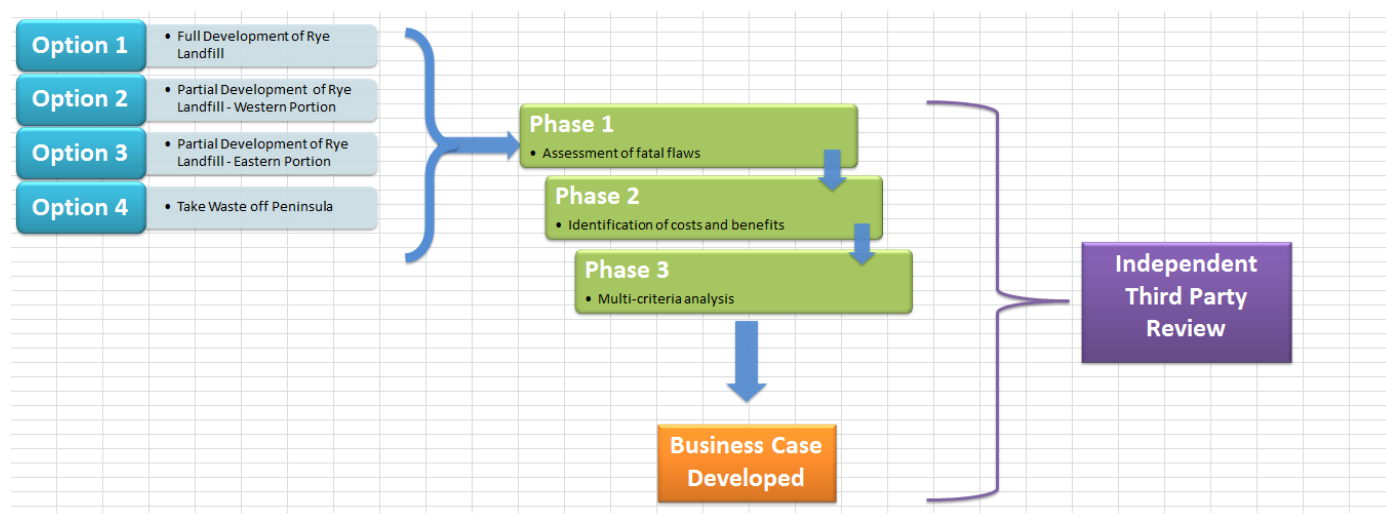 Option 1
• Full Development of Rye
Landfill
Option 2
• Partial Development of Rye
Landfill - Western Portion
Option 3
• Partial Development of Rye
Landfill - Eastern Portion
Option 4
• Take Waste off Peninsula
Phase 1
• Assessment of fatal flaws
Phase 2
• Identification of costs and benefits
Phase 3
• Multi-criteria analysis
Business Case
Developed
Independent
Third Party
Review